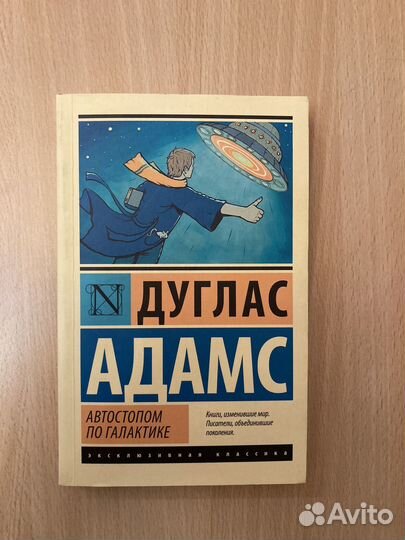 N
ДУГЛАС
АДАМС
АВТОСТОПОМ
ПО ГАЛАКТИКЕ
Книги, изменившие мир.
Писатели, объединившие
поколения.
ЭКСКЛЮЗИВНАЯ КЛАССИКА
Avito